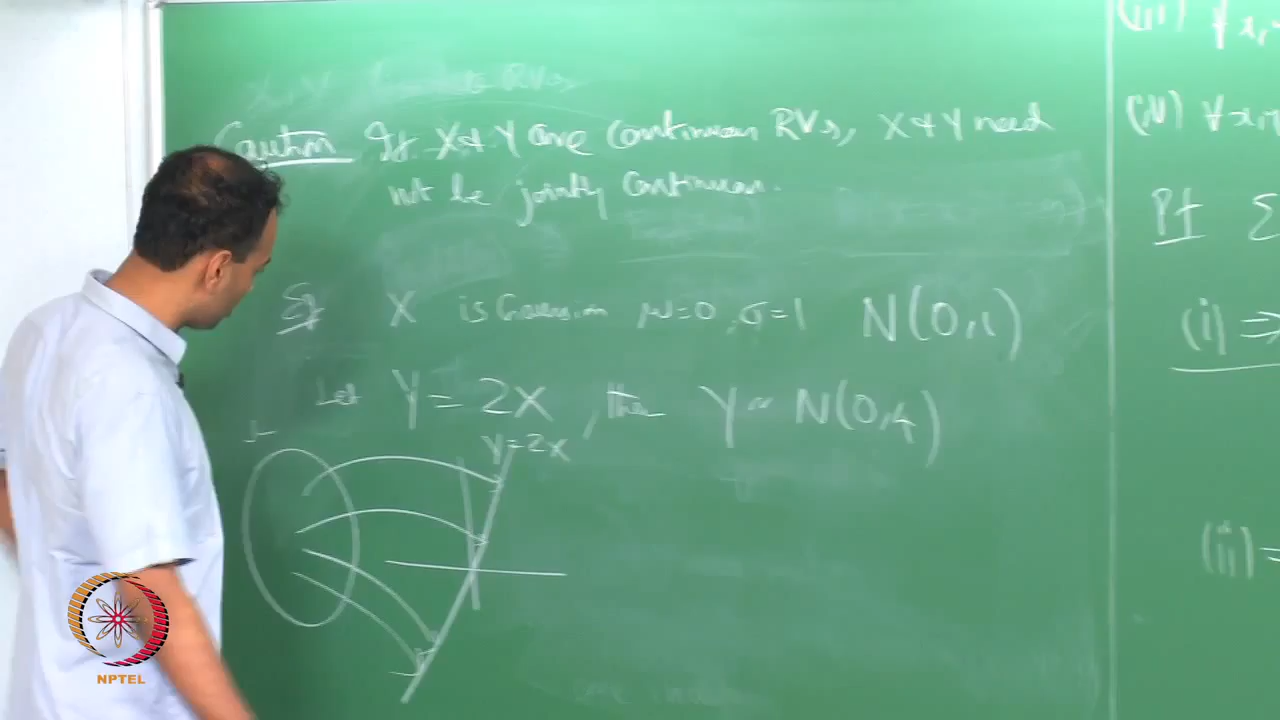 Caution If X & Y are Continuous RVs, X & Y need
not be jointly Continuous.
Eg X is Gaussian μ=0, σ=1 N(0,1)
Let Y = 2X, then Y ~ N(0,4)
Y=2X
(iii) ∀ x,
(iv) ∀ x,
Pf Σ
(i) ⇒
(ii) =
NPTEL